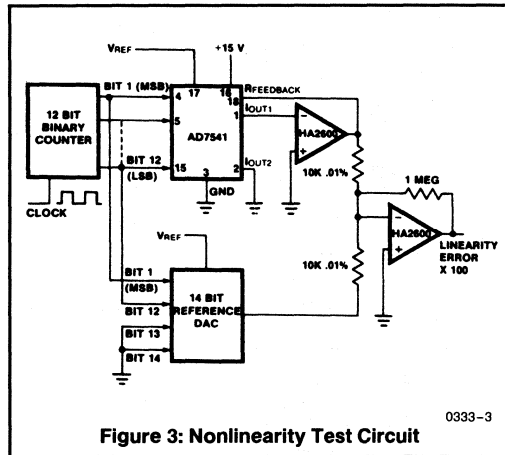 VREF
+15 V
BIT 1 (MSB)
RFEEDBACK
17
16
18
4
IOUT1
1
12 BIT
BINARY
COUNTER
5
AD7541
HA2600
BIT 12
(LSB)
15
3
2
IOUT2
GND
CLOCK
10K .01%
1 MEG
HA2600
LINEARITY
ERROR
X 100
VREF
10K .01%
BIT 1
(MSB)
BIT 12
BIT 13
BIT 14
14 BIT
REFERENCE
DAC
0333–3
Figure 3: Nonlinearity Test Circuit